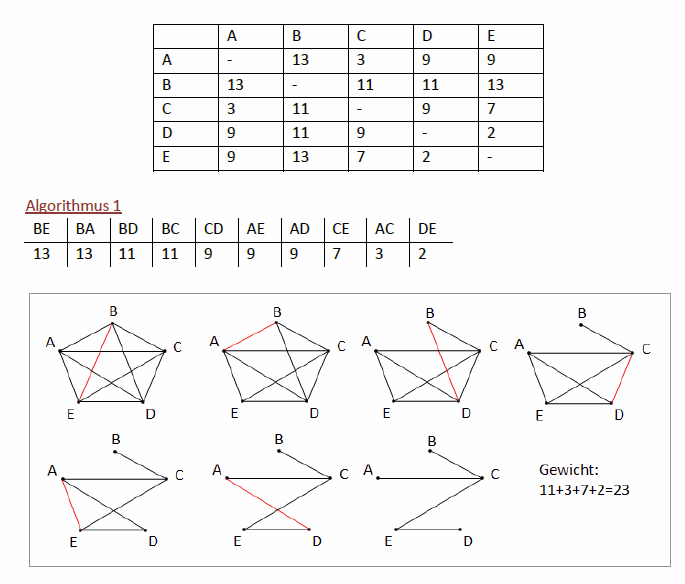 A B C D E
A - 13 3 9 9
B 13 - 11 11 13
C 3 11 - 9 7
D 9 11 9 - 2
E 9 13 7 2 -
Algorithmus 1
BE BA BD BC CD AE AD CE AC DE
13 13 11 11 9 9 9 7 3 2
B B B B
A C A C A C A C
E D E D E D E D
B B B
A C A C A C
E D E D E D
Gewicht:
11+3+7+2=23